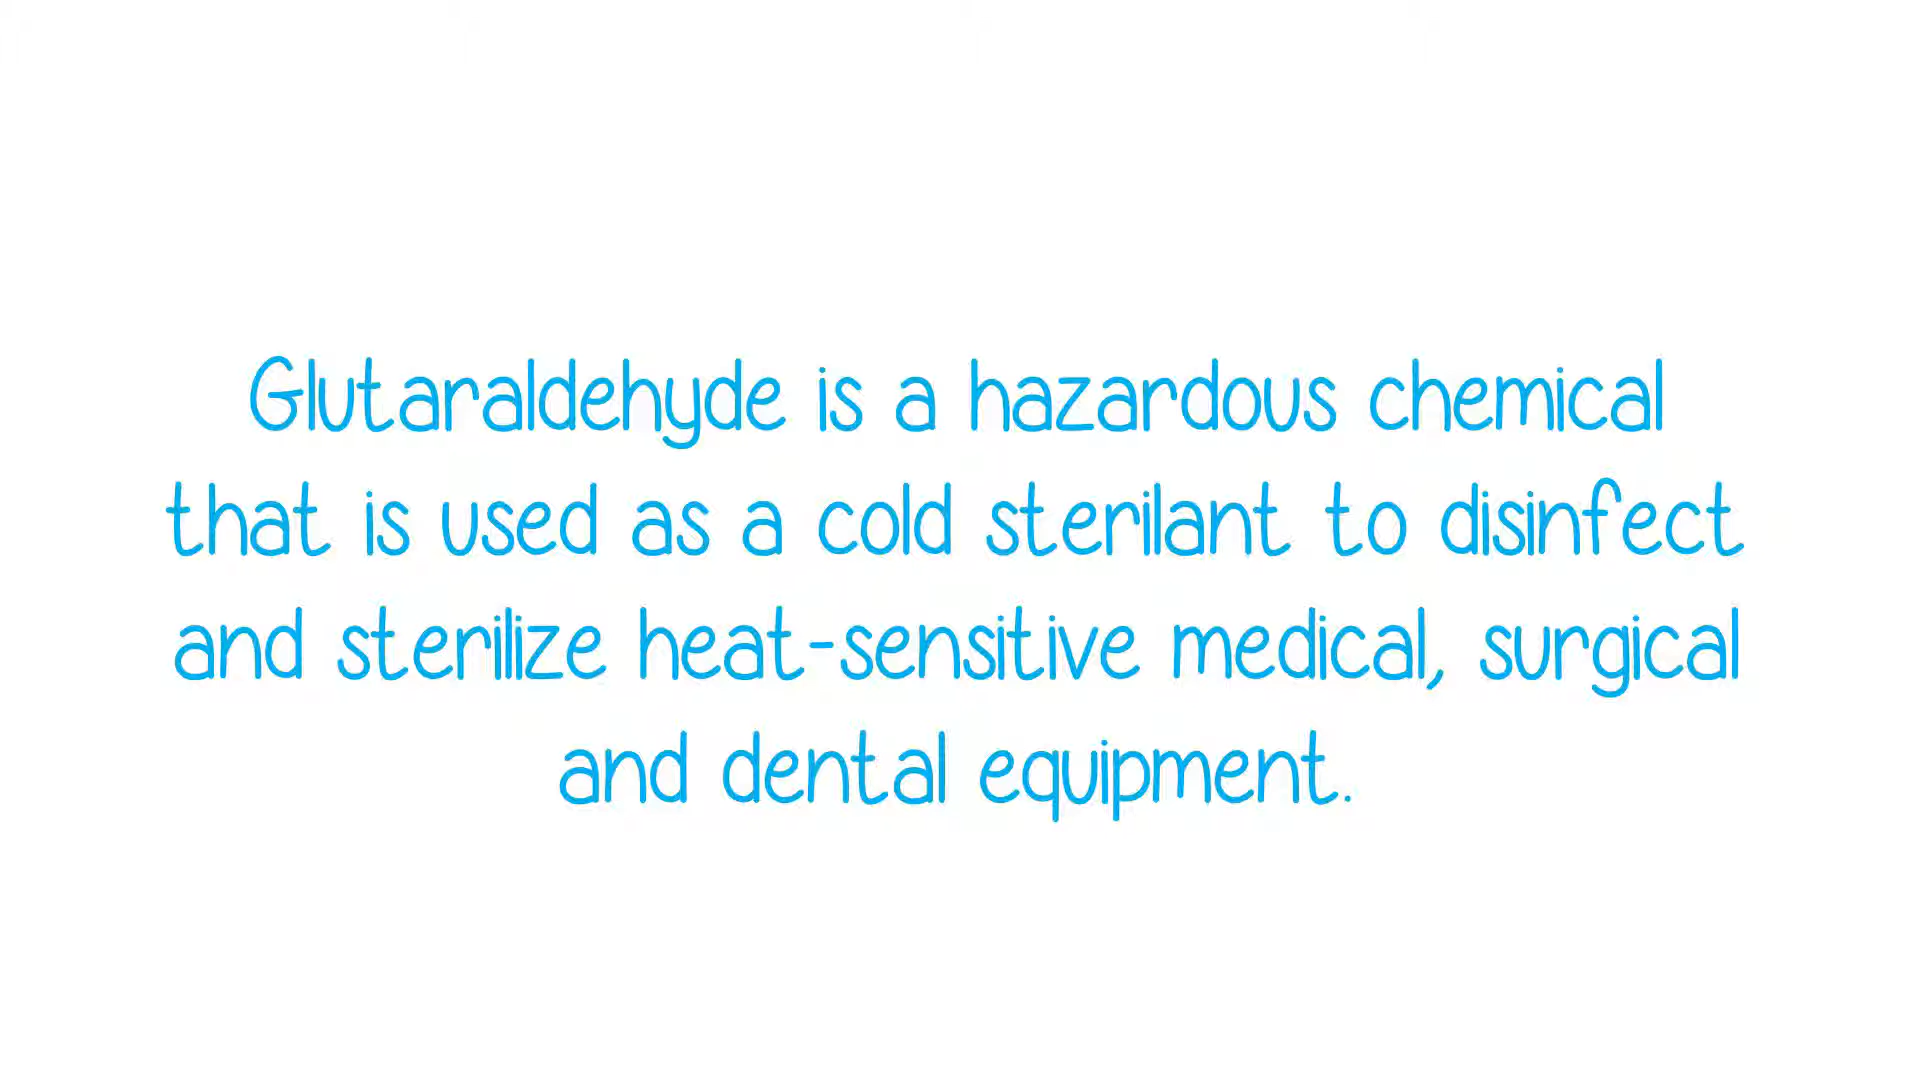 Glutaraldehyde is a hazardous chemical
that is used as a cold sterilant to disinfect
and sterilize heat-sensitive medical, surgical
and dental equipment.